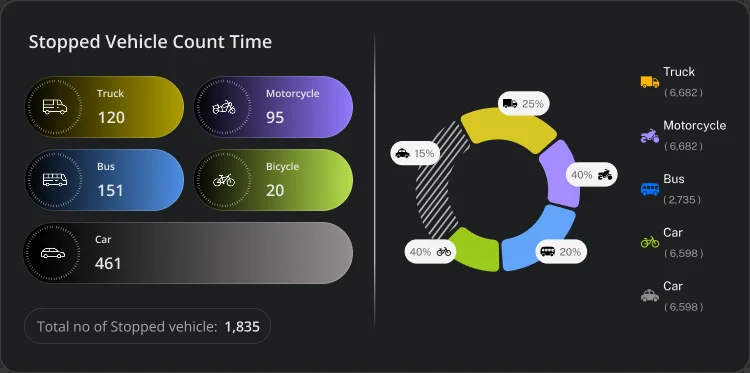 Stopped Vehicle Count Time
Truck
120
Motorcycle
95
Bus
151
Bicycle
20
Car
461
Total no of Stopped vehicle: 1,835
25%
15%
40%
40%
20%
Truck
( 6,682 )
Motorcycle
( 6,682 )
Bus
( 2,735 )
Car
( 6,598 )
Car
( 6,598 )